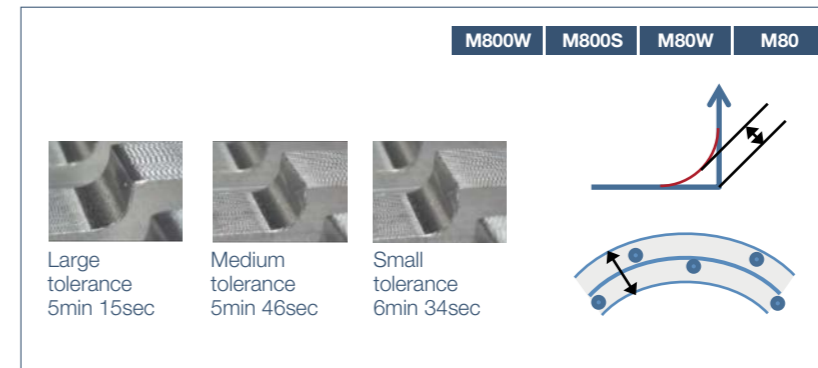 M800W M800S M80W M80
Large
tolerance
5min 15sec
Medium
tolerance
5min 46sec
Small
tolerance
6min 34sec